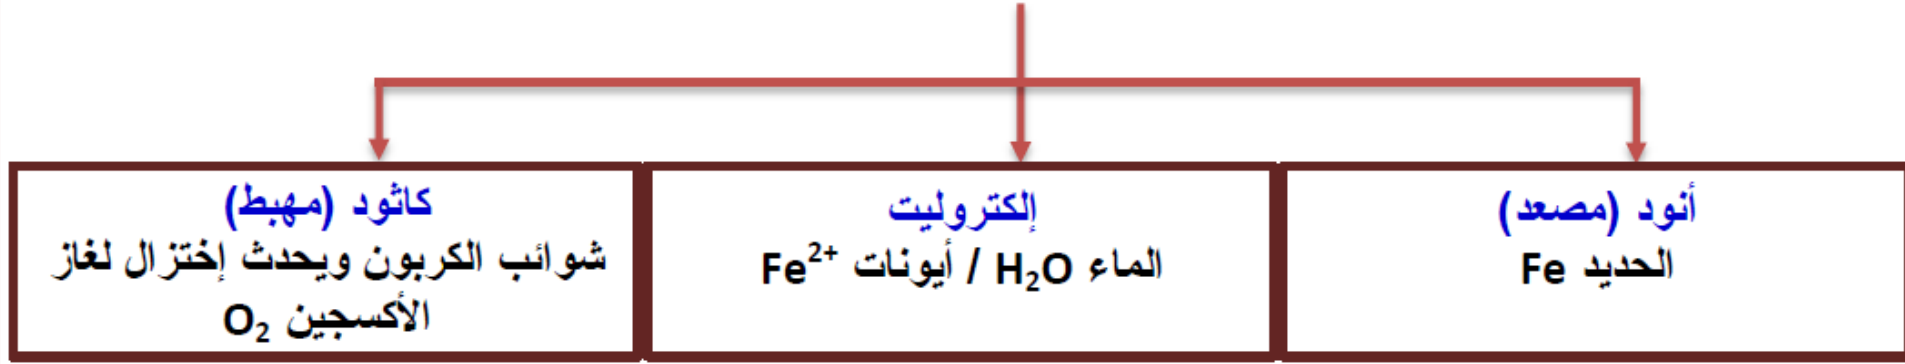 أنود (مصعد)
الحديد Fe
إلكتروليت
الماء H₂O / أيونات Fe²⁺
كاثود (مهبط)
شوائب الكربون ويحدث إختزال لغاز
الأكسجين O₂